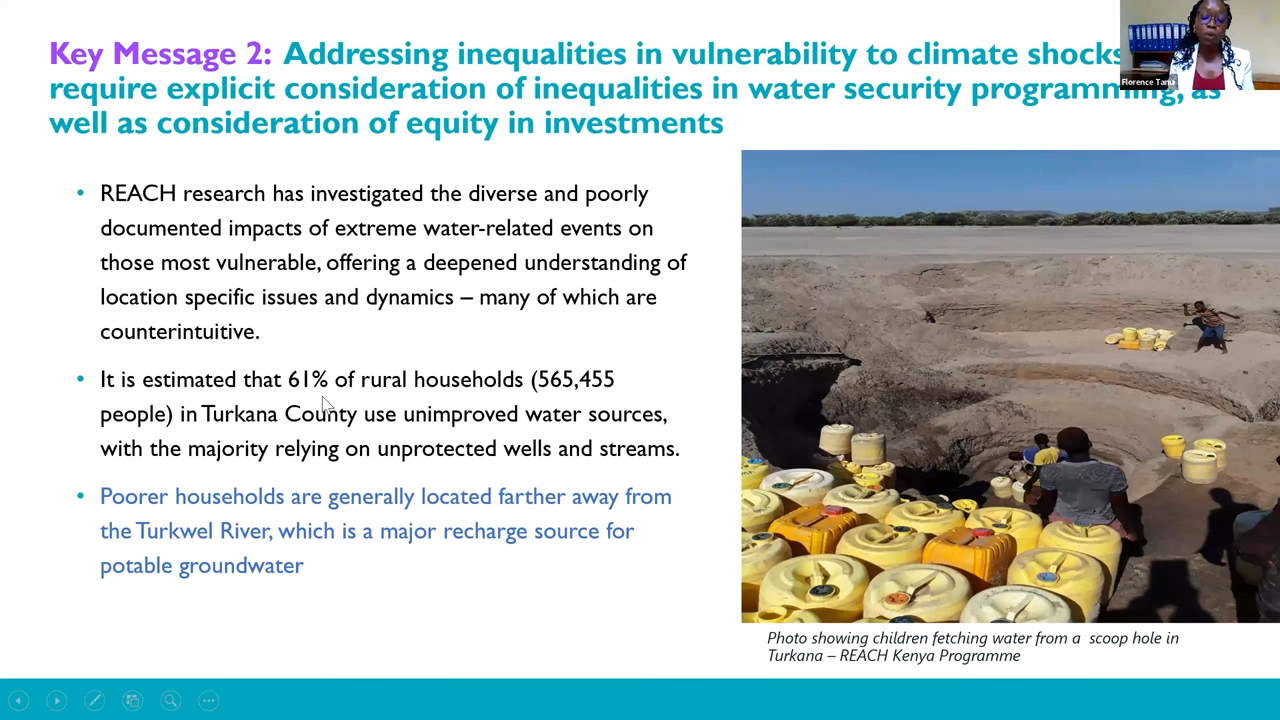 Key Message 2: Addressing inequalities in vulnerability to climate shocks
require explicit consideration of inequalities in water security programming, as
well as consideration of equity in investments
Florence Tana
• REACH research has investigated the diverse and poorly
documented impacts of extreme water-related events on
those most vulnerable, offering a deepened understanding of
location specific issues and dynamics – many of which are
counterintuitive.
• It is estimated that 61% of rural households (565,455
people) in Turkana County use unimproved water sources,
with the majority relying on unprotected wells and streams.
• Poorer households are generally located farther away from
the Turkwel River, which is a major recharge source for
potable groundwater
Photo showing children fetching water from a scoop hole in
Turkana – REACH Kenya Programme